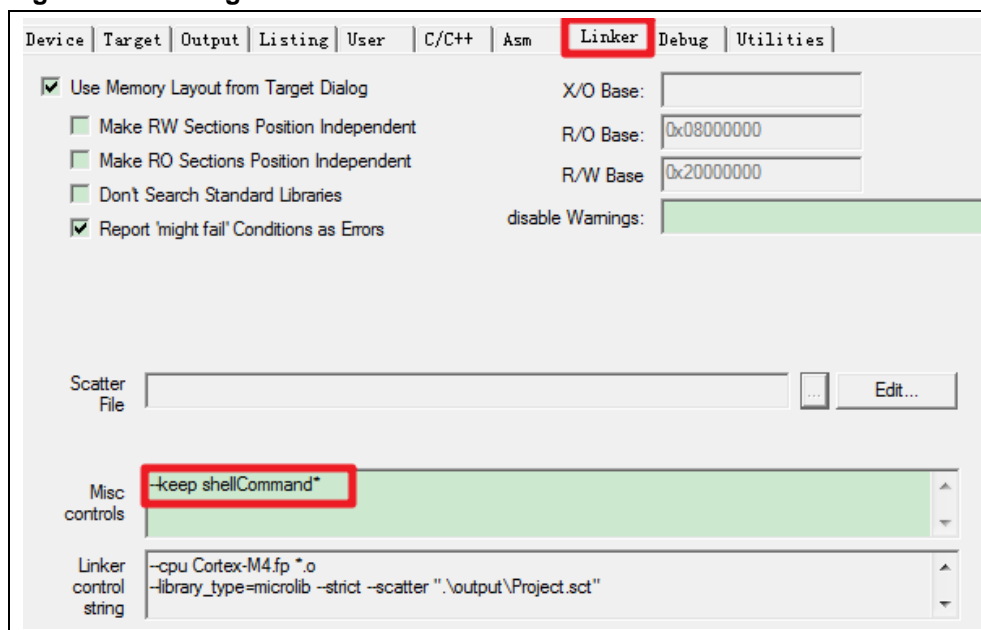 Device Target Output Listing User C/C++ Asm Linker Debug Utilities
Use Memory Layout from Target Dialog
Make RW Sections Position Independent
Make RO Sections Position Independent
Don't Search Standard Libraries
Report 'might fail' Conditions as Errors
X/O Base:
R/O Base: 0x08000000
R/W Base 0x20000000
disable Warnings:
Scatter
File
... Edit...
Misc
controls
--keep shellCommand*
Linker
control
string
--cpu Cortex-M4.fp *.o
--library_type=microlib --strict --scatter ".\output\Project.sct"